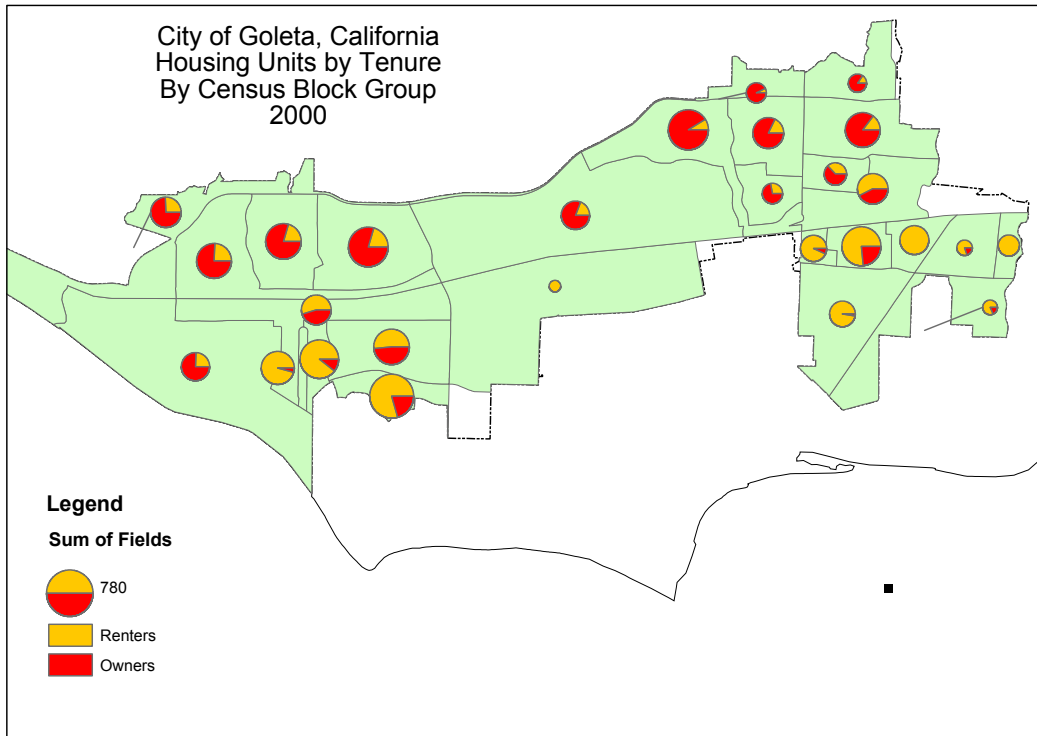 City of Goleta, California
Housing Units by Tenure
By Census Block Group
2000
Legend
Sum of Fields
780
Renters
Owners